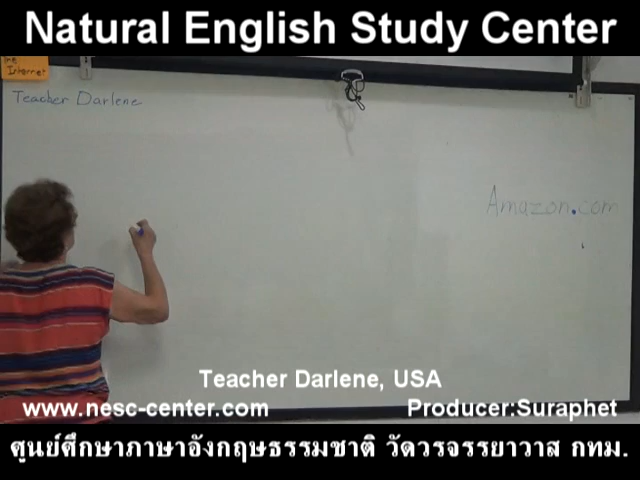 Natural English Study Center
The
Internet
Teacher Darlene
Amazon.com
Teacher Darlene, USA
www.nesc-center.com Producer:Suraphet
ศูนย์ศึกษาภาษาอังกฤษธรรมชาติ วัดวรจรรยาวาส กทม.